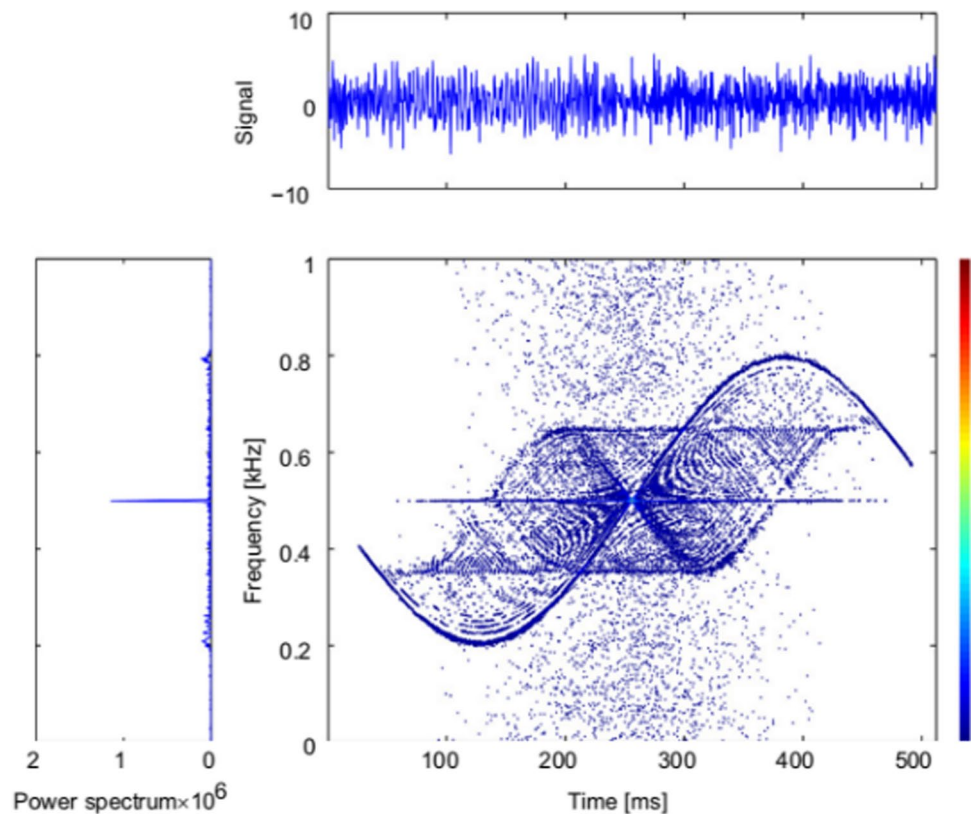 10
Signal
0
−10
1
0.8
Frequency [kHz]
0.6
0.4
0.2
0
2 1 0
Power spectrum×10^6
100 200 300 400 500
Time [ms]